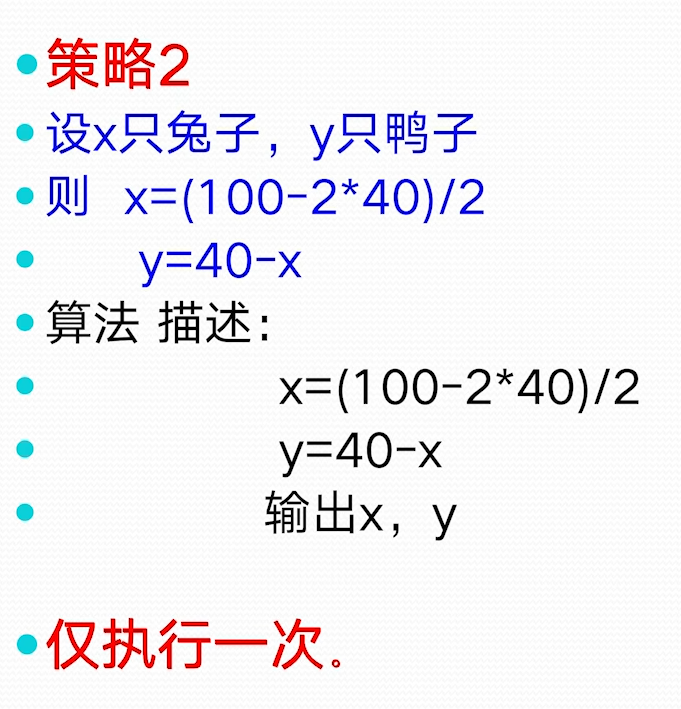 策略2
设x只兔子，y只鸭子
则 x=(100-2*40)/2
y=40-x
算法 描述：
x=(100-2*40)/2
y=40-x
输出x，y
仅执行一次。